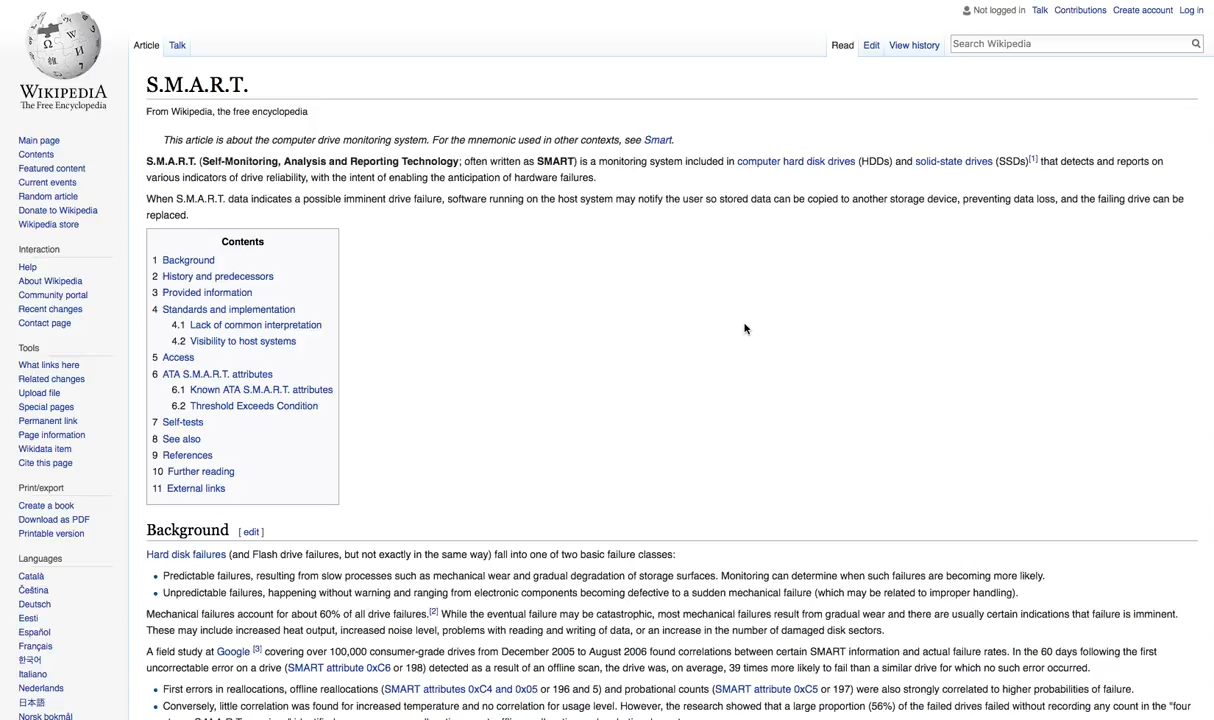 Not logged in Talk Contributions Create account Log in
Article Talk Read Edit View history Search Wikipedia
WIKIPEDIA
The Free Encyclopedia
Main page
Contents
Featured content
Current events
Random article
Donate to Wikipedia
Wikipedia store
Interaction
Help
About Wikipedia
Community portal
Recent changes
Contact page
Tools
What links here
Related changes
Upload file
Special pages
Permanent link
Page information
Wikidata item
Cite this page
Print/export
Create a book
Download as PDF
Printable version
Languages
Català
Čeština
Deutsch
Eesti
Español
Français
한국어
Italiano
Nederlands
日本語
Norsk bokmål
S.M.A.R.T.
From Wikipedia, the free encyclopedia
This article is about the computer drive monitoring system. For the mnemonic used in other contexts, see Smart.
S.M.A.R.T. (Self-Monitoring, Analysis and Reporting Technology; often written as SMART) is a monitoring system included in computer hard disk drives (HDDs) and solid-state drives (SSDs)[1] that detects and reports on
various indicators of drive reliability, with the intent of enabling the anticipation of hardware failures.
When S.M.A.R.T. data indicates a possible imminent drive failure, software running on the host system may notify the user so stored data can be copied to another storage device, preventing data loss, and the failing drive can be
replaced.
Contents
1 Background
2 History and predecessors
3 Provided information
4 Standards and implementation
4.1 Lack of common interpretation
4.2 Visibility to host systems
5 Access
6 ATA S.M.A.R.T. attributes
6.1 Known ATA S.M.A.R.T. attributes
6.2 Threshold Exceeds Condition
7 Self-tests
8 See also
9 References
10 Further reading
11 External links
Background [ edit ]
Hard disk failures (and Flash drive failures, but not exactly in the same way) fall into one of two basic failure classes:
• Predictable failures, resulting from slow processes such as mechanical wear and gradual degradation of storage surfaces. Monitoring can determine when such failures are becoming more likely.
• Unpredictable failures, happening without warning and ranging from electronic components becoming defective to a sudden mechanical failure (which may be related to improper handling).
Mechanical failures account for about 60% of all drive failures.[2] While the eventual failure may be catastrophic, most mechanical failures result from gradual wear and there are usually certain indications that failure is imminent.
These may include increased heat output, increased noise level, problems with reading and writing of data, or an increase in the number of damaged disk sectors.
A field study at Google [3] covering over 100,000 consumer-grade drives from December 2005 to August 2006 found correlations between certain SMART information and actual failure rates. In the 60 days following the first
uncorrectable error on a drive (SMART attribute 0xC6 or 198) detected as a result of an offline scan, the drive was, on average, 39 times more likely to fail than a similar drive for which no such error occurred.
• First errors in reallocations, offline reallocations (SMART attributes 0xC4 and 0x05 or 196 and 5) and probational counts (SMART attribute 0xC5 or 197) were also strongly correlated to higher probabilities of failure.
• Conversely, little correlation was found for increased temperature and no correlation for usage level. However, the research showed that a large proportion (56%) of the failed drives failed without recording any count in the "four